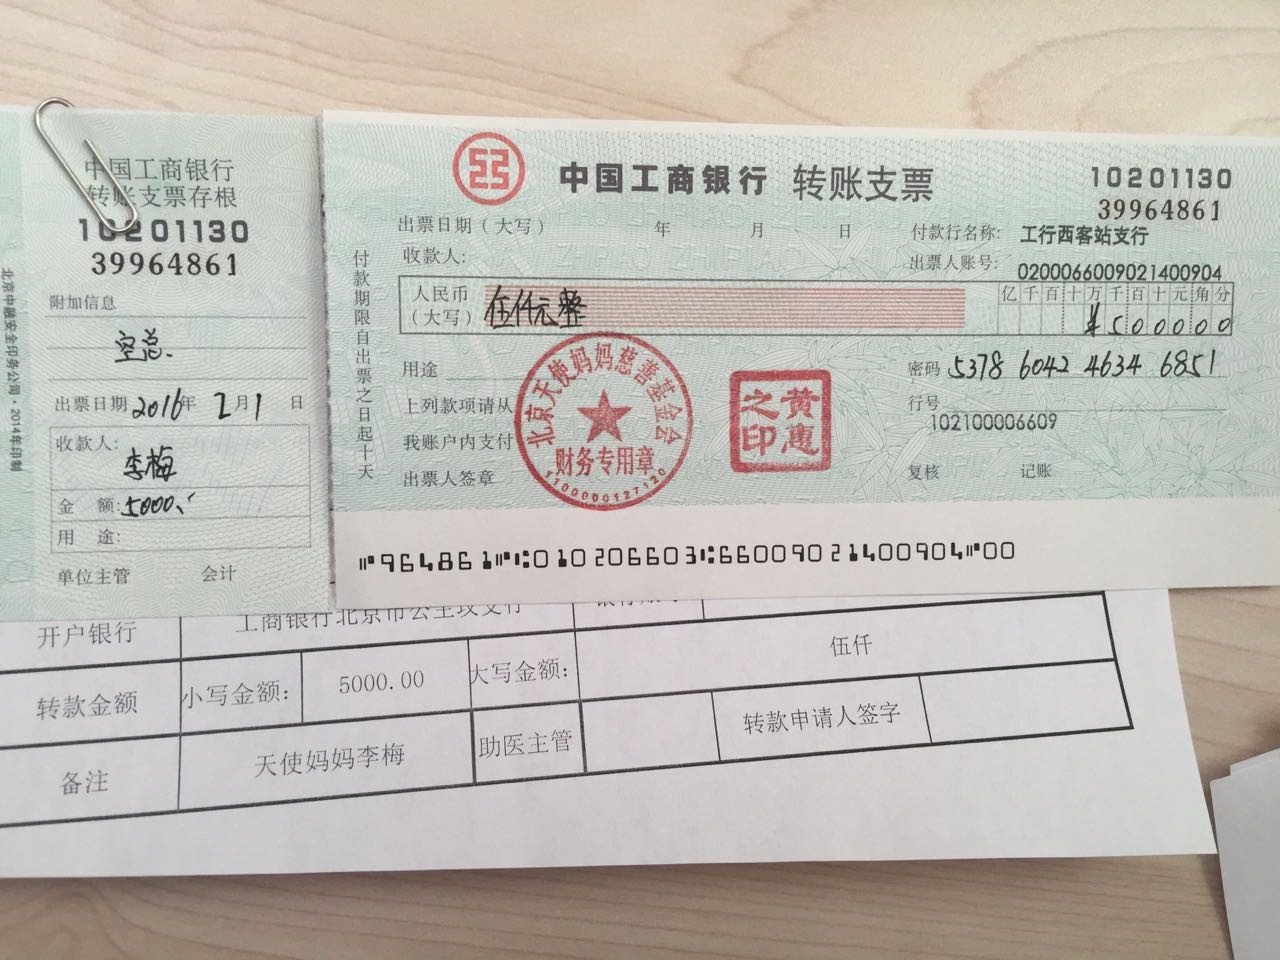 中国工商银行
转账支票存根
10201130
39964861
附加信息
空总
出票日期2016年 2月1 日
收款人:
李梅
金 额:5000.
用 途:
单位主管 会计
北京中融安全印务公司·2014年印制
中国工商银行 转账支票
10201130
39964861
出票日期(大写) 年 月 日
付款行名称: 工行西客站支行
收款人:
出票人账号: 0200066009021400904
付款期限自出票之日起十天
人民币
(大写) 伍仟元整
亿千百十万千百十元角分
¥500000
用途
密码 5378 6042 4634 6851
上列款项请从
行号
102100006609
我账户内支付
出票人签章
复核 记账
北京天使妈妈慈善基金会
财务专用章
1100000127120
黄惠
之印
⑈964861⑈⑆010206603⑆66009021400904⑈00
开户银行
工商银行北京市公主坟支行
转款金额
小写金额:
5000.00
大写金额:
伍仟
备注
天使妈妈李梅
助医主管
转款申请人签字